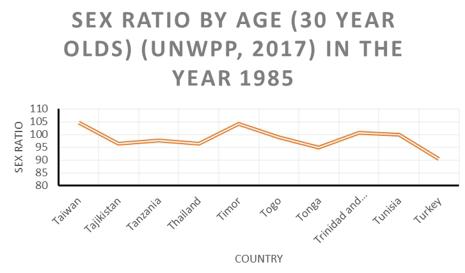 SEX RATIO BY AGE (30 YEAR
OLDS) (UNWPP, 2017) IN THE
YEAR 1985
110
105
100
95
90
85
80
SEX RATIO
Taiwan
Tajikistan
Tanzania
Thailand
Timor
Togo
Tonga
Trinidad and...
Tunisia
Turkey
COUNTRY